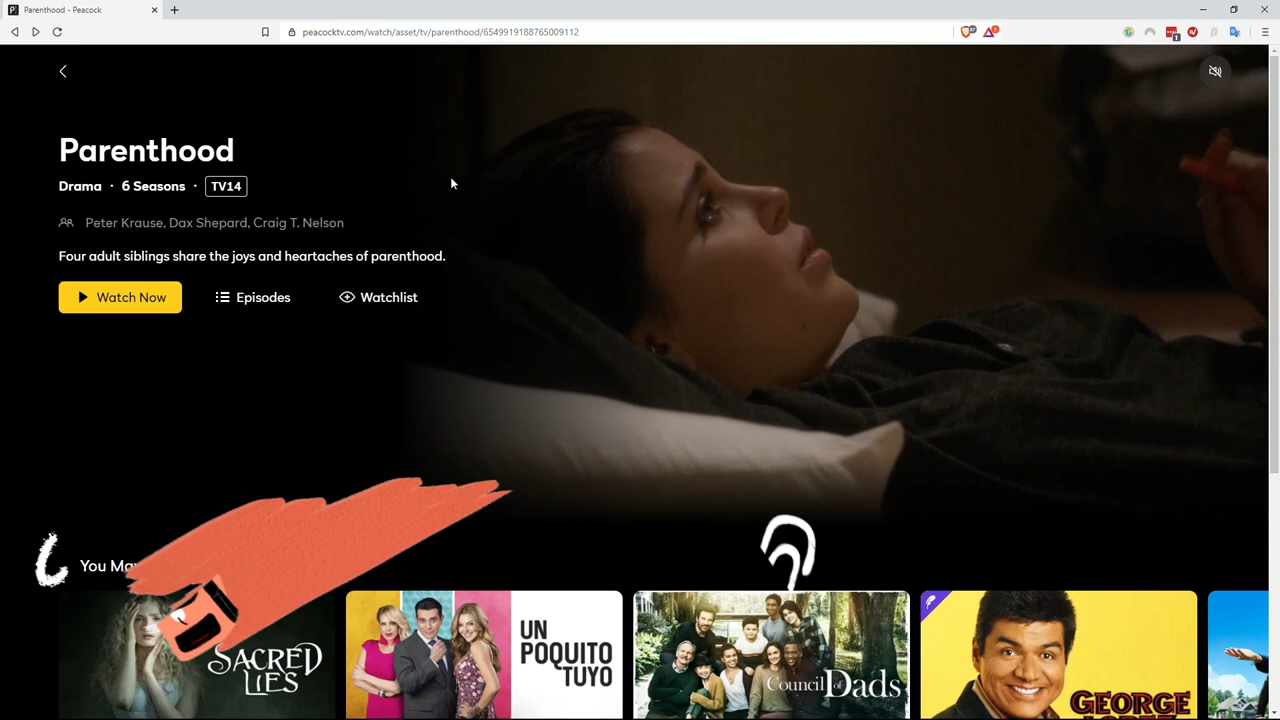 Parenthood - Peacock
peacocktv.com/watch/asset/tv/parenthood/6549919188765009112
Parenthood
Drama · 6 Seasons · TV14
Peter Krause, Dax Shepard, Craig T. Nelson
Four adult siblings share the joys and heartaches of parenthood.
Watch Now
Episodes
Watchlist
You
SACRED LIES
UN
POQUITO
TUYO
Council of Dads
GEORGE